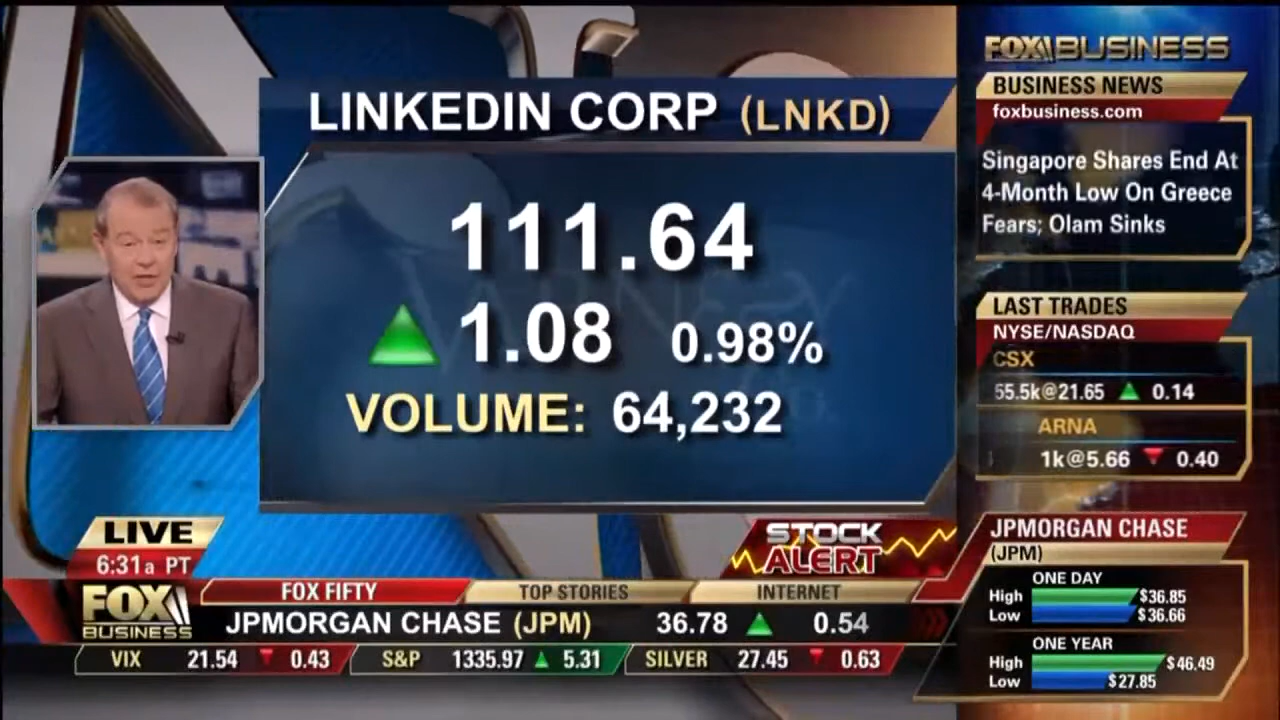 LINKEDIN CORP (LNKD)
111.64
▲ 1.08 0.98%
VOLUME: 64,232
FOX BUSINESS
BUSINESS NEWS
foxbusiness.com
Singapore Shares End At
4-Month Low On Greece
Fears; Olam Sinks
LAST TRADES
NYSE/NASDAQ
CSX
55.5k@21.65 ▲ 0.14
ARNA
1k@5.66 ▼ 0.40
JPMORGAN CHASE
(JPM)
ONE DAY
High $36.85
Low $36.66
ONE YEAR
High $46.49
Low $27.85
LIVE
6:31a PT
STOCK
ALERT
FOX FIFTY TOP STORIES INTERNET
FOX
BUSINESS
JPMORGAN CHASE (JPM) 36.78 ▲ 0.54
VIX 21.54 ▼ 0.43 S&P 1335.97 ▲ 5.31 SILVER 27.45 ▼ 0.63